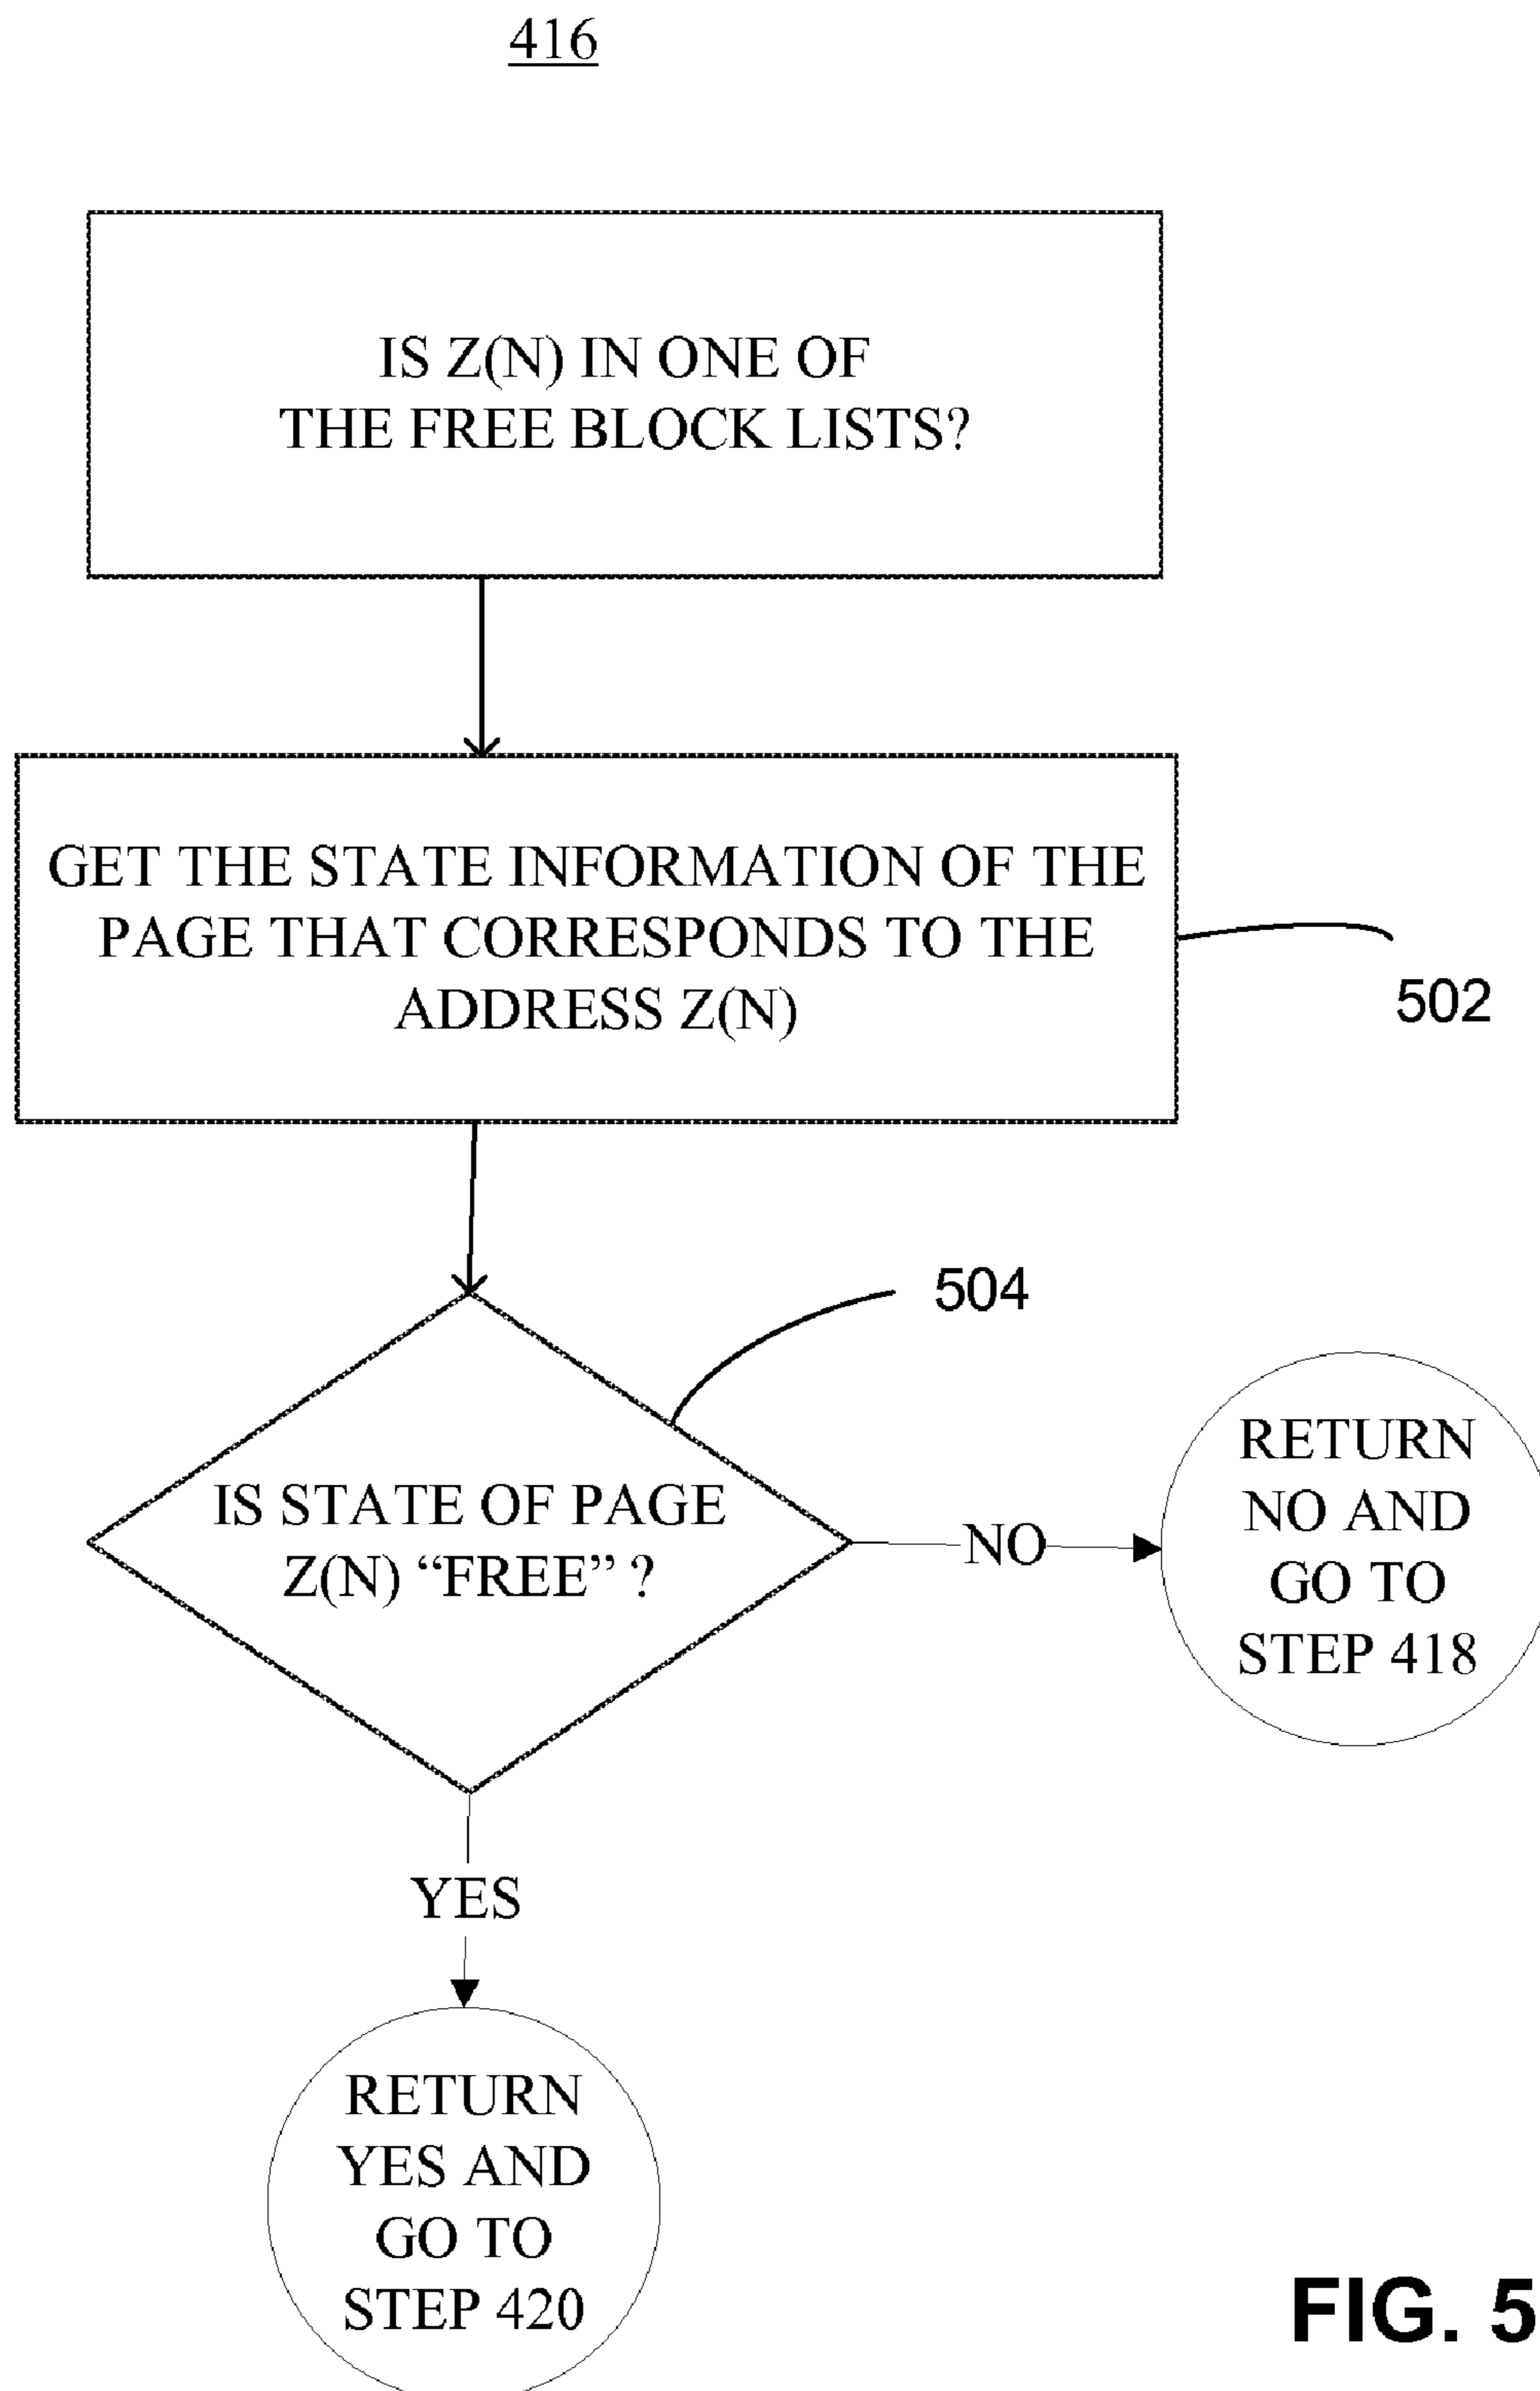 416
IS Z(N) IN ONE OF
THE FREE BLOCK LISTS?
GET THE STATE INFORMATION OF THE
PAGE THAT CORRESPONDS TO THE
ADDRESS Z(N)
502
504
IS STATE OF PAGE
Z(N) “FREE” ?
NO
RETURN
NO AND
GO TO
STEP 418
YES
RETURN
YES AND
GO TO
STEP 420
FIG. 5